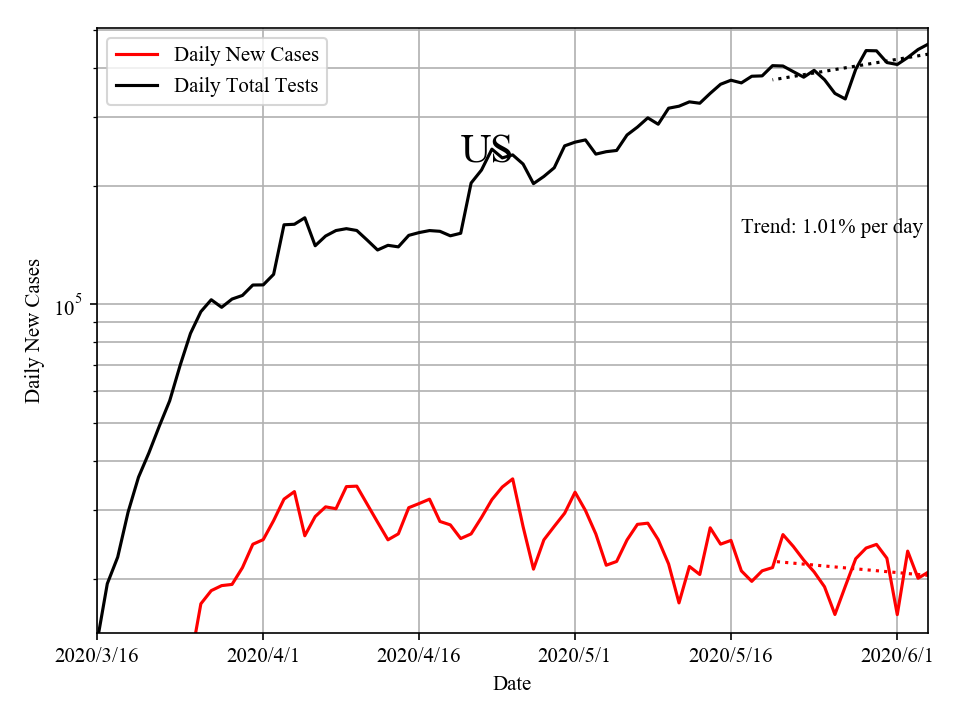 Daily New Cases
Daily Total Tests
US
Trend: 1.01% per day
Daily New Cases
10^5
2020/3/16 2020/4/1 2020/4/16 2020/5/1 2020/5/16 2020/6/1
Date